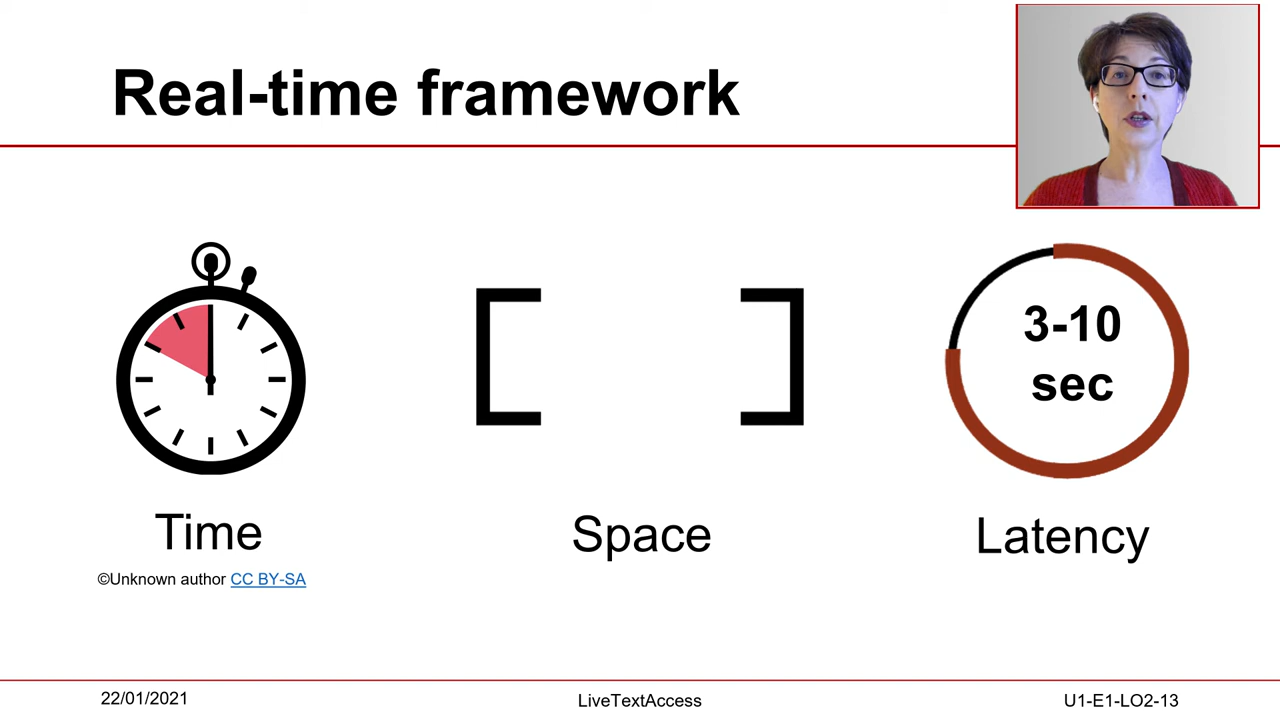 Real-time framework
3-10
sec
Time
Space
Latency
©Unknown author CC BY-SA
22/01/2021
LiveTextAccess
U1-E1-LO2-13